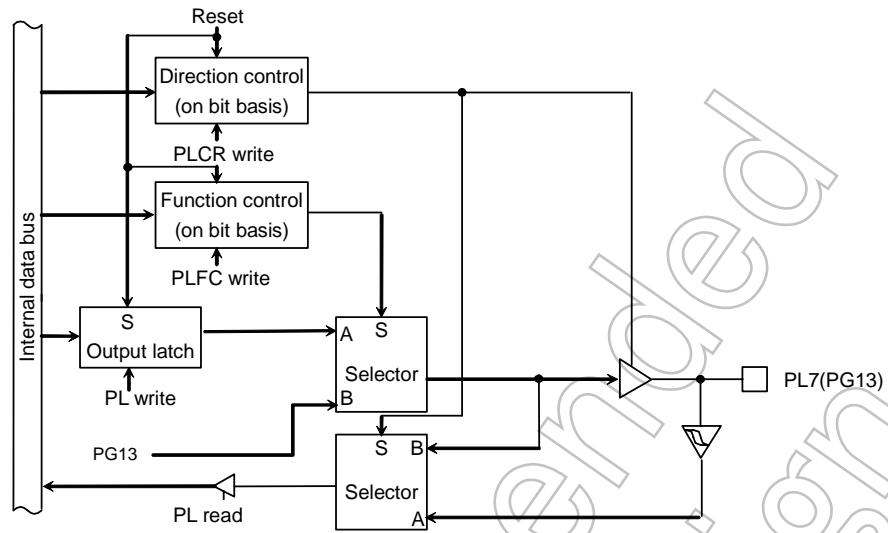 Reset
Direction control
(on bit basis)
PLCR write
Function control
(on bit basis)
PLFC write
Internal data bus
S
Output latch
PL write
A
S
Selector
B
PL7(PG13)
PG13
S
B
Selector
A
PL read